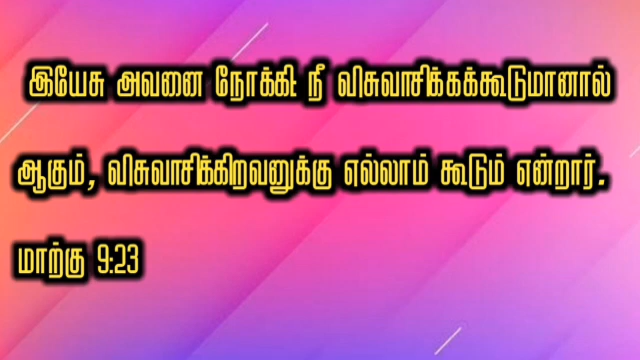 இயேசு அவனை நோக்கி: நீ விசுவாசிக்கக்கூடுமானால்
ஆகும், விசுவாசிக்கிறவனுக்கு எல்லாம் கூடும் என்றார்.
மாற்கு 9:23